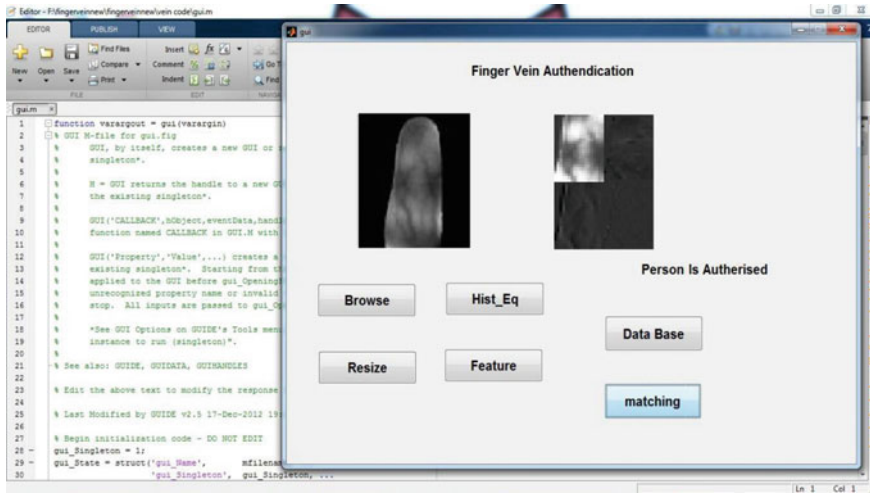 Editor - F:\fingerveinnew\fingerveinnew\vein code\gui.m
EDITOR PUBLISH VIEW
New Open Save
Find Files
Compare
Print
Insert fx
Comment
Indent
Go T
Find
FILE EDIT NAVIGA
gui.m
1 function varargout = gui(varargin)
2 % GUI M-file for gui.fig
3 % GUI, by itself, creates a new GUI or
4 % singleton*.
5 %
6 % H = GUI returns the handle to a new GU
7 % the existing singleton*.
8 %
9 % GUI('CALLBACK',hObject,eventData,hand
10 % function named CALLBACK in GUI.M with
11 %
12 % GUI('Property','Value',...) creates a
13 % existing singleton*. Starting from t
14 % applied to the GUI before gui_Opening
15 % unrecognized property name or invalid
16 % stop. All inputs are passed to gui_Op
17 %
18 % *See GUI Options on GUIDE's Tools men
19 % instance to run (singleton)".
20 %
21 % See also: GUIDE, GUIDATA, GUIHANDLES
22
23 % Edit the above text to modify the response
24
25 % Last Modified by GUIDE v2.5 17-Dec-2012 19:
26
27 % Begin initialization code - DO NOT EDIT
28 - gui_Singleton = 1;
29 - gui_State = struct('gui_Name', mfilenam
30 'gui_Singleton', gui_Singleton, ...
gui
Finger Vein Authendication
Person Is Autherised
Browse
Hist_Eq
Data Base
Resize
Feature
matching
Ln 1 Col 1